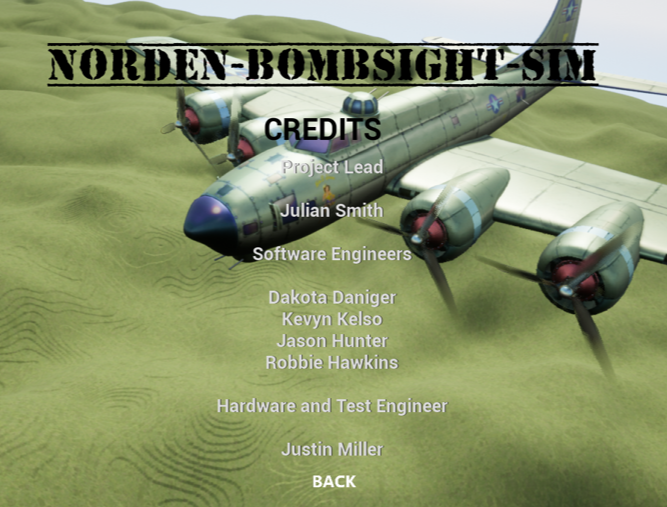 NORDEN-BOMBSIGHT-SIM
CREDITS
Project Lead
Julian Smith
Software Engineers
Dakota Daniger
Kevyn Kelso
Jason Hunter
Robbie Hawkins
Hardware and Test Engineer
Justin Miller
BACK